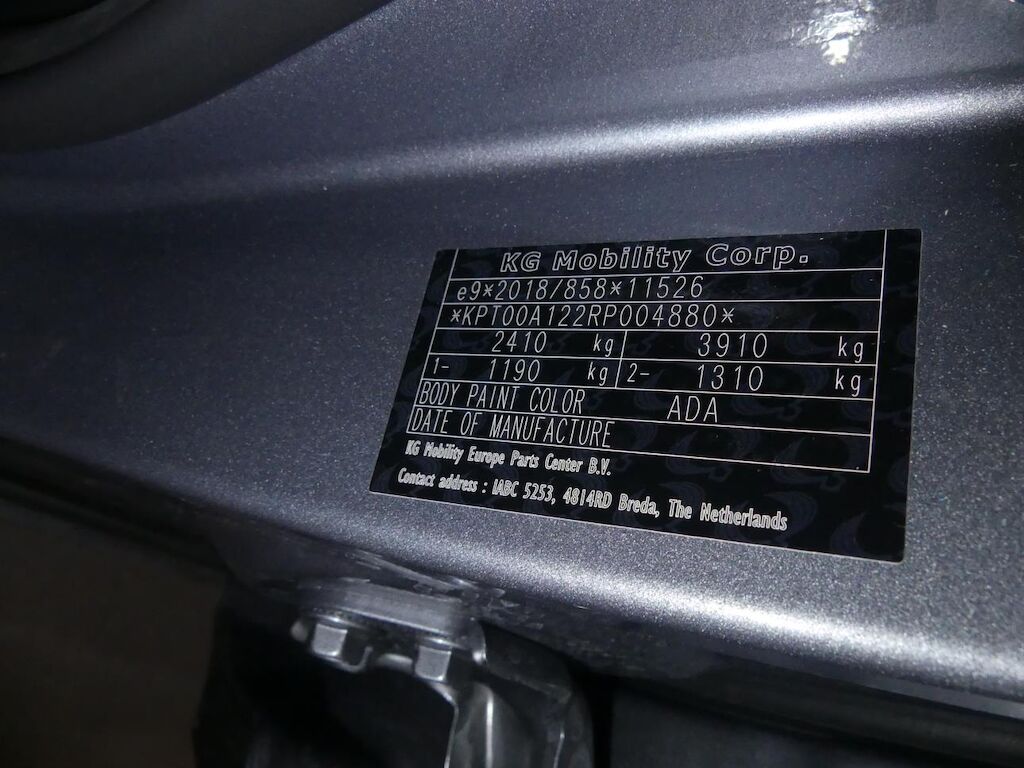 KG Mobility Corp.
e9*2018/858*11526
*KPT00A122RP004880*
2410 kg 3910 kg
1- 1190 kg 2- 1310 kg
BODY PAINT COLOR ADA
DATE OF MANUFACTURE
KG Mobility Europe Parts Center B.V.
Contact address : IABC 5253, 4814RD Breda, The Netherlands